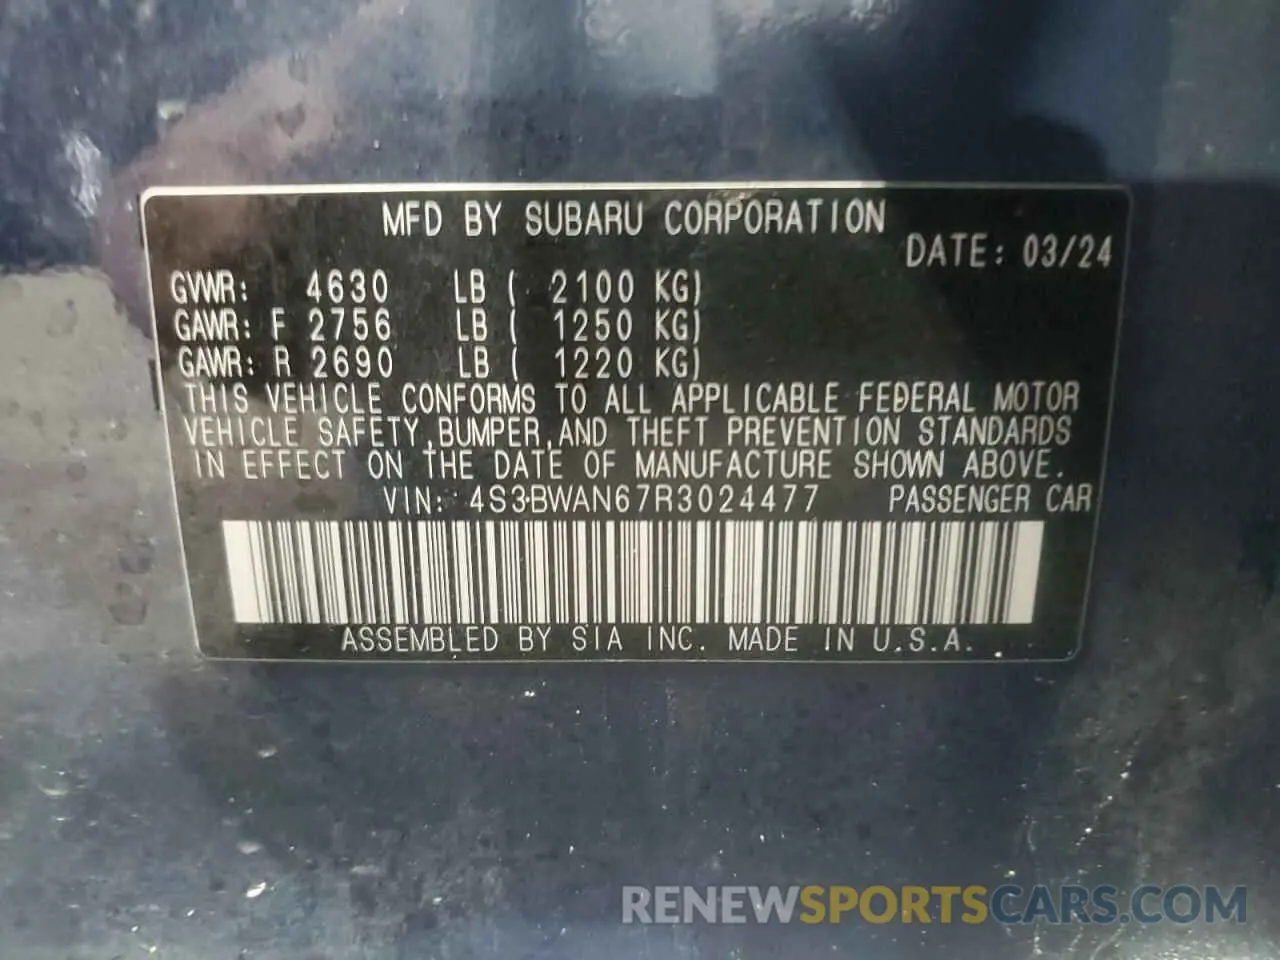 MFD BY SUBARU CORPORATION
DATE: 03/24
GVWR: 4630 LB ( 2100 KG)
GAWR: F 2756 LB ( 1250 KG)
GAWR: R 2690 LB ( 1220 KG)
THIS VEHICLE CONFORMS TO ALL APPLICABLE FEDERAL MOTOR
VEHICLE SAFETY,BUMPER,AND THEFT PREVENTION STANDARDS
IN EFFECT ON THE DATE OF MANUFACTURE SHOWN ABOVE.
VIN: 4S3BWAN67R3024477 PASSENGER CAR
ASSEMBLED BY SIA INC. MADE IN U.S.A.
RENEWSPORTSCARS.COM